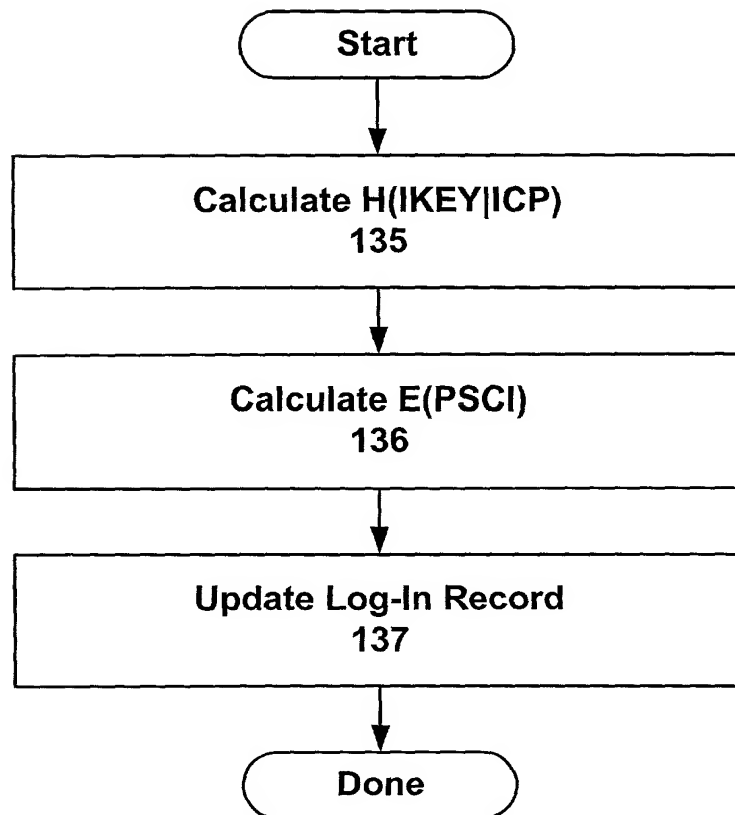 Start
Calculate H(IKEY|ICP)
135
Calculate E(PSCI)
136
Update Log-In Record
137
Done